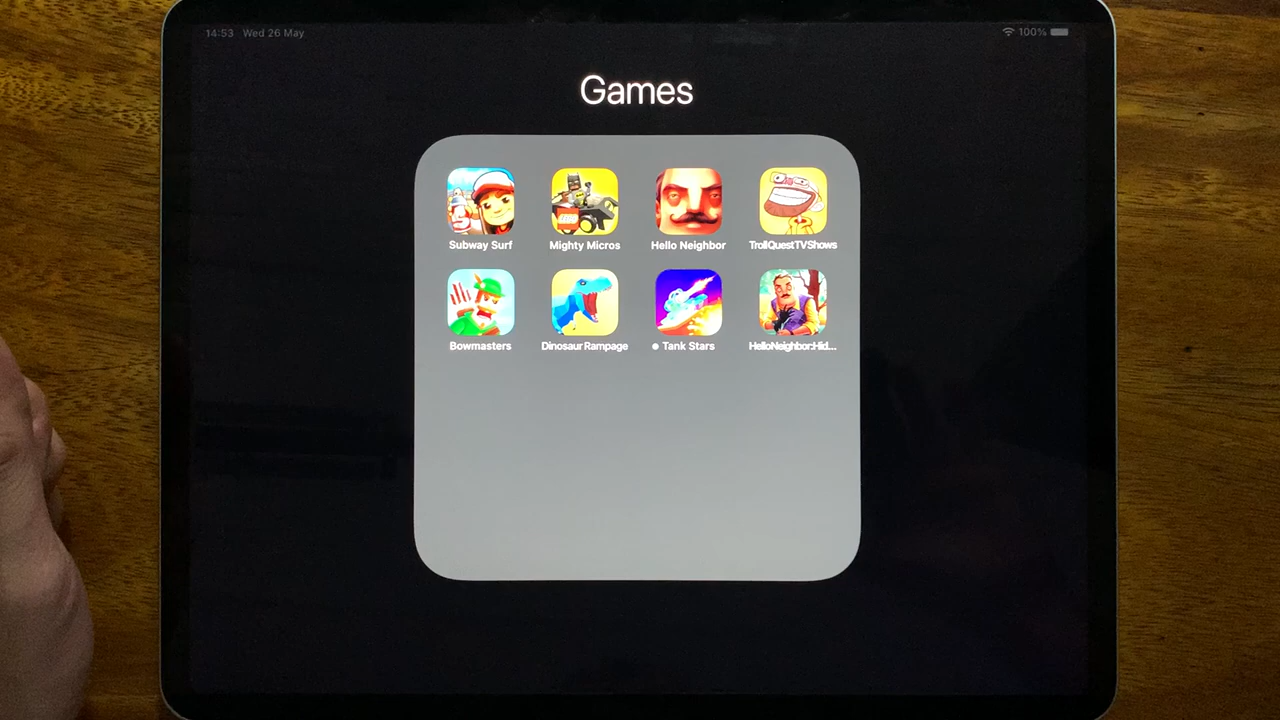 14:53 Wed 26 May
100%
Games
Subway Surf
Mighty Micros
Hello Neighbor
TrollQuestTVShows
LEGO
Bowmasters
Dinosaur Rampage
Tank Stars
HelloNeighbor:Hid...